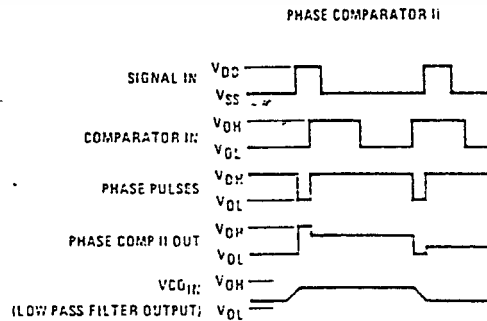 PHASE COMPARATOR II
SIGNAL IN VDD
VSS
COMPARATOR IN VOH
VOL
PHASE PULSES VOH
VOL
PHASE COMP II OUT VOH
VOL
VCOIN VOH
(LOW PASS FILTER OUTPUT) VOL